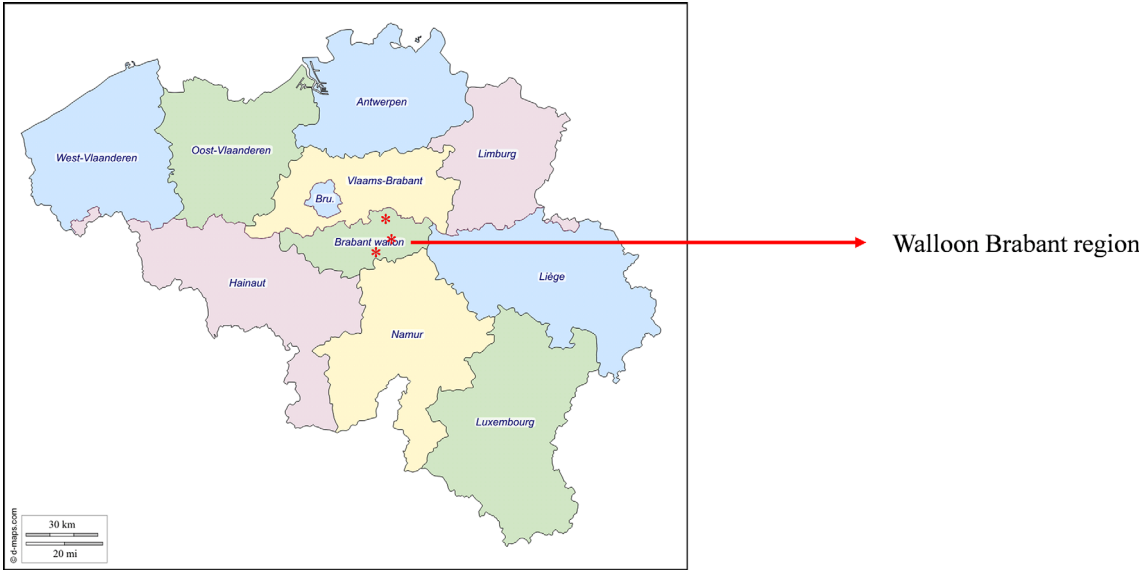 Antwerpen
West-Vlaanderen
Oost-Vlaanderen
Limburg
Vlaams-Brabant
Bru.
Brabant wallon
Walloon Brabant region
Liége
Hainaut
Namur
Luxembourg
© d-maps.com
30 km
20 mi